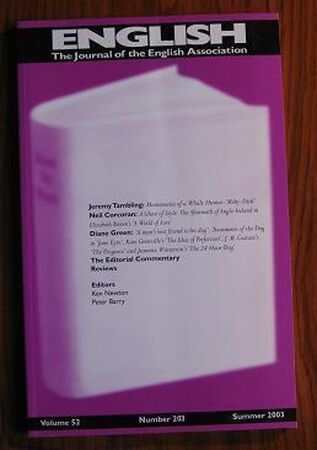 ENGLISH
The Journal of the English Association
Jeremy Tambling: Monomania of a Whale Hunter: 'Moby-Dick'
Neil Corcoran: A Ghost of Style: The Aftermath of Anglo-Ireland in
Elizabeth Bowen's 'A World of Love'
Diane Green: 'A man's best friend is his dog': Treatments of the Dog
in 'Jane Eyre', Kate Grenville's 'The Idea of Perfection', J. M. Coetzee's
'The Disgrace' and Jeanette Winterson's 'The 24 Hour Dog'
The Editorial Commentary
Reviews
Editors
Ken Newton
Peter Barry
Volume 52 Number 203 Summer 2003